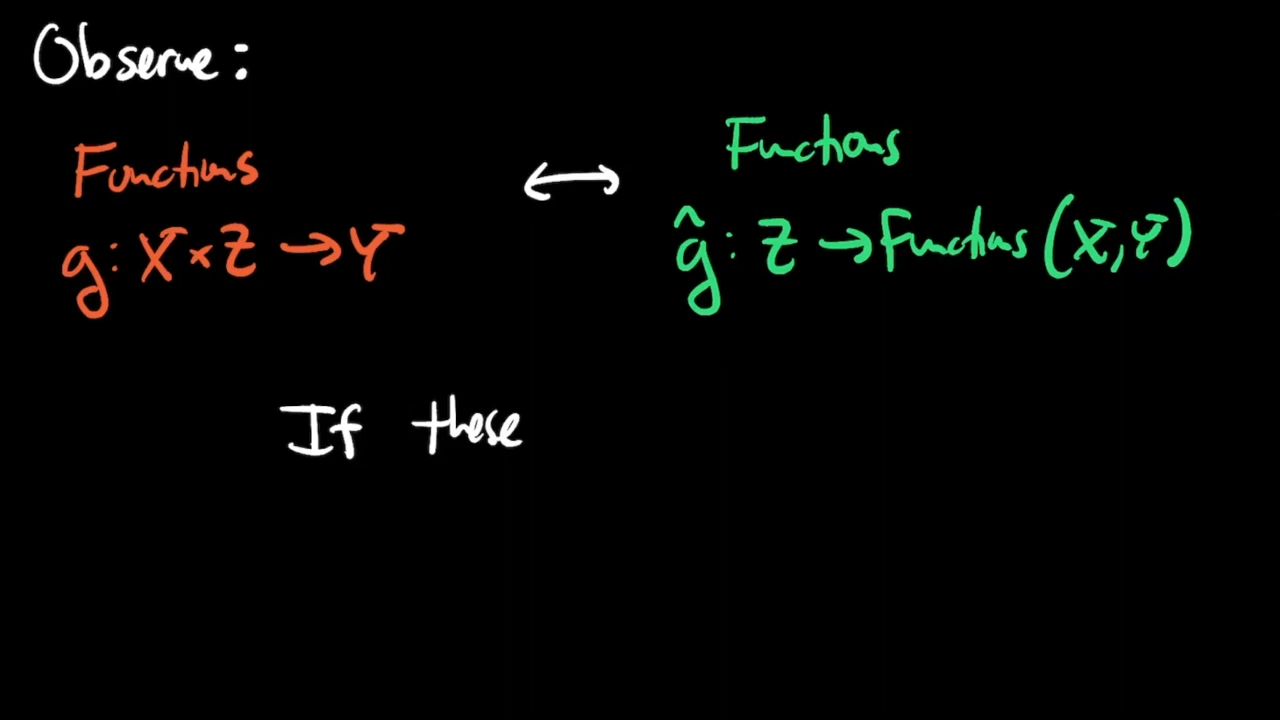 Observe:
Functions
g: X × Z → Y
↔
Functions
ĝ: Z → Functions (X, Y)
If these